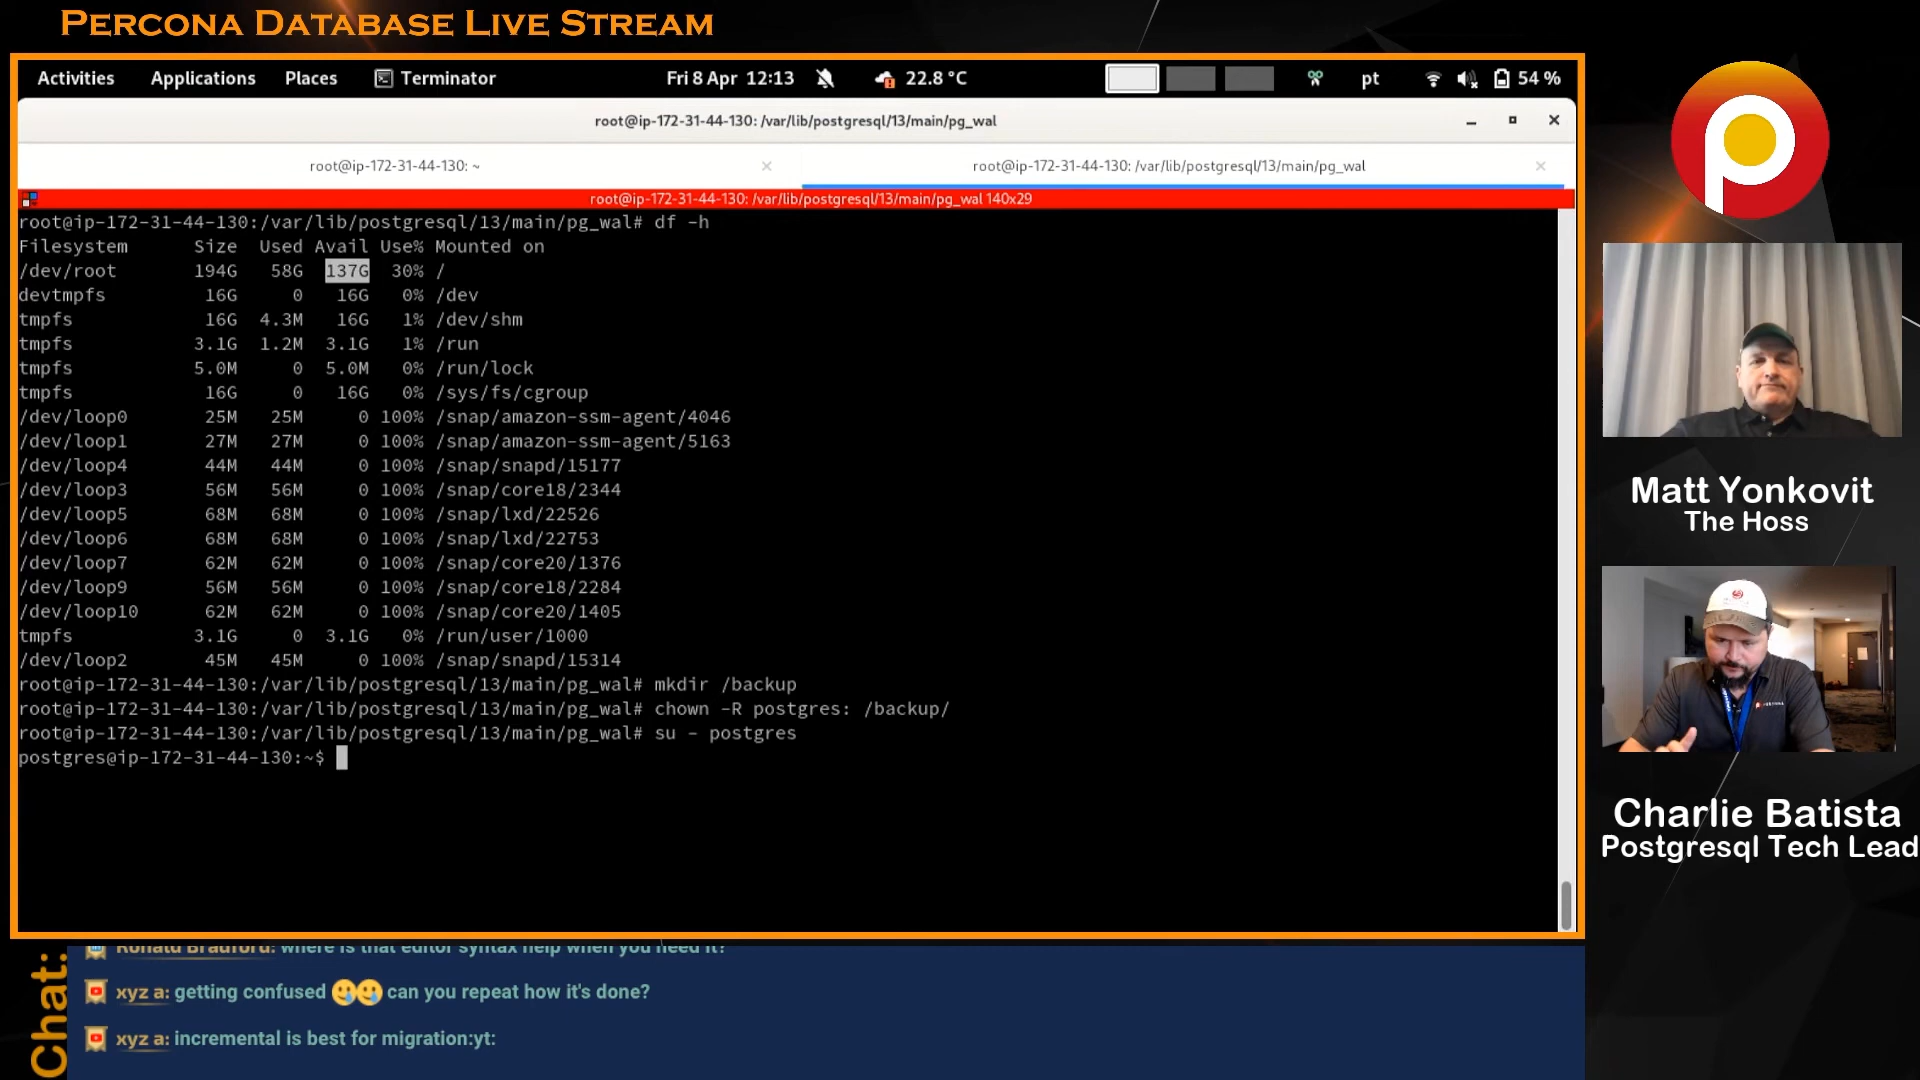 PERCONA DATABASE LIVE STREAM
Activities Applications Places Terminator Fri 8 Apr 12:13 22.8 °C pt 54 %
root@ip-172-31-44-130: /var/lib/postgresql/13/main/pg_wal
root@ip-172-31-44-130: ~ root@ip-172-31-44-130: /var/lib/postgresql/13/main/pg_wal
root@ip-172-31-44-130: /var/lib/postgresql/13/main/pg_wal 140x29
root@ip-172-31-44-130:/var/lib/postgresql/13/main/pg_wal# df -h
Filesystem Size Used Avail Use% Mounted on
/dev/root 194G 58G 137G 30% /
devtmpfs 16G 0 16G 0% /dev
tmpfs 16G 4.3M 16G 1% /dev/shm
tmpfs 3.1G 1.2M 3.1G 1% /run
tmpfs 5.0M 0 5.0M 0% /run/lock
tmpfs 16G 0 16G 0% /sys/fs/cgroup
/dev/loop0 25M 25M 0 100% /snap/amazon-ssm-agent/4046
/dev/loop1 27M 27M 0 100% /snap/amazon-ssm-agent/5163
/dev/loop4 44M 44M 0 100% /snap/snapd/15177
/dev/loop3 56M 56M 0 100% /snap/core18/2344
/dev/loop5 68M 68M 0 100% /snap/lxd/22526
/dev/loop6 68M 68M 0 100% /snap/lxd/22753
/dev/loop7 62M 62M 0 100% /snap/core20/1376
/dev/loop9 56M 56M 0 100% /snap/core18/2284
/dev/loop10 62M 62M 0 100% /snap/core20/1405
tmpfs 3.1G 0 3.1G 0% /run/user/1000
/dev/loop2 45M 45M 0 100% /snap/snapd/15314
root@ip-172-31-44-130:/var/lib/postgresql/13/main/pg_wal# mkdir /backup
root@ip-172-31-44-130:/var/lib/postgresql/13/main/pg_wal# chown -R postgres: /backup/
root@ip-172-31-44-130:/var/lib/postgresql/13/main/pg_wal# su - postgres
postgres@ip-172-31-44-130:~$
Matt Yonkovit
The Hoss
Charlie Batista
Postgresql Tech Lead
Chat:
Ronald Bradford: where is that editor syntax help when you need it?
xyz a: getting confused 🥲🥲 can you repeat how it's done?
xyz a: incremental is best for migration:yt: